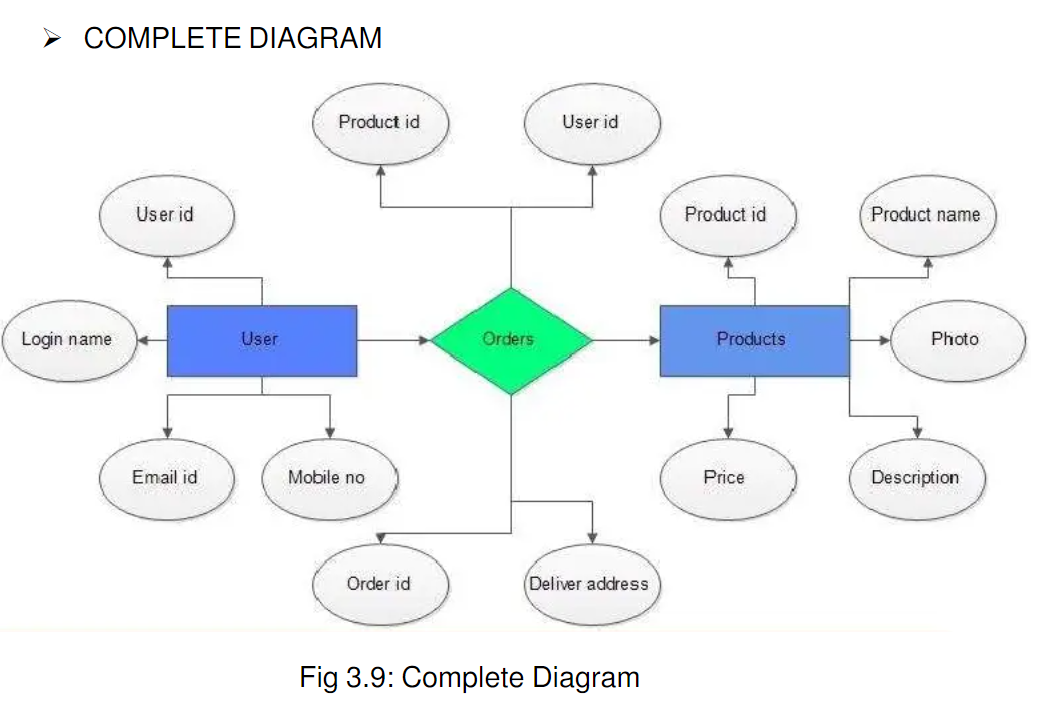 ➢ COMPLETE DIAGRAM
Product id
User id
User id
Product id
Product name
Login name
User
Orders
Products
Photo
Email id
Mobile no
Price
Description
Order id
Deliver address
Fig 3.9: Complete Diagram